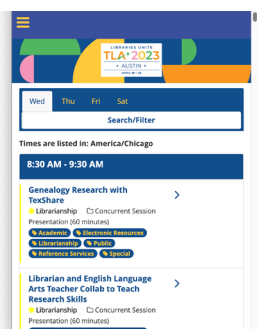 LIBRARIES UNITE
TLA 2023
• AUSTIN •
Wed Thu Fri Sat
Search/Filter
Times are listed in: America/Chicago
8:30 AM - 9:30 AM
Genealogy Research with
TexShare
Librarianship Concurrent Session
Presentation (60 minutes)
Academic Electronic Resources
Librarianship Public
Reference Services Special
Librarian and English Language
Arts Teacher Collab to Teach
Research Skills
Librarianship Concurrent Session
Presentation (60 minutes)